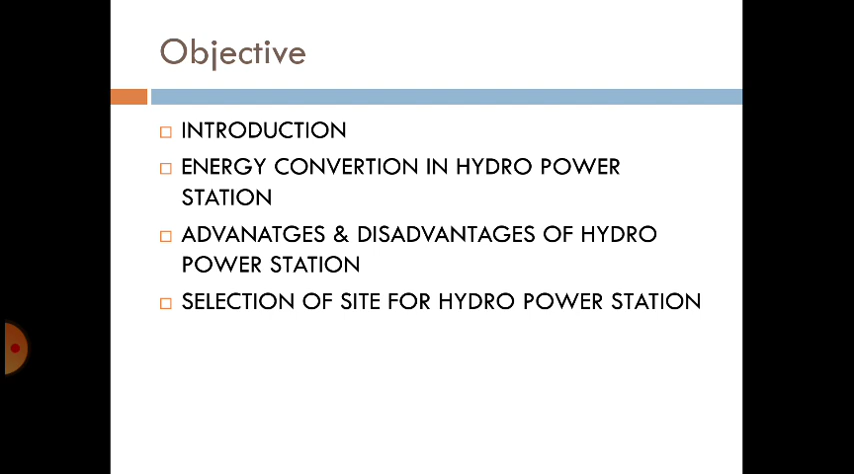 Objective
INTRODUCTION
ENERGY CONVERTION IN HYDRO POWER
STATION
ADVANATGES & DISADVANTAGES OF HYDRO
POWER STATION
SELECTION OF SITE FOR HYDRO POWER STATION